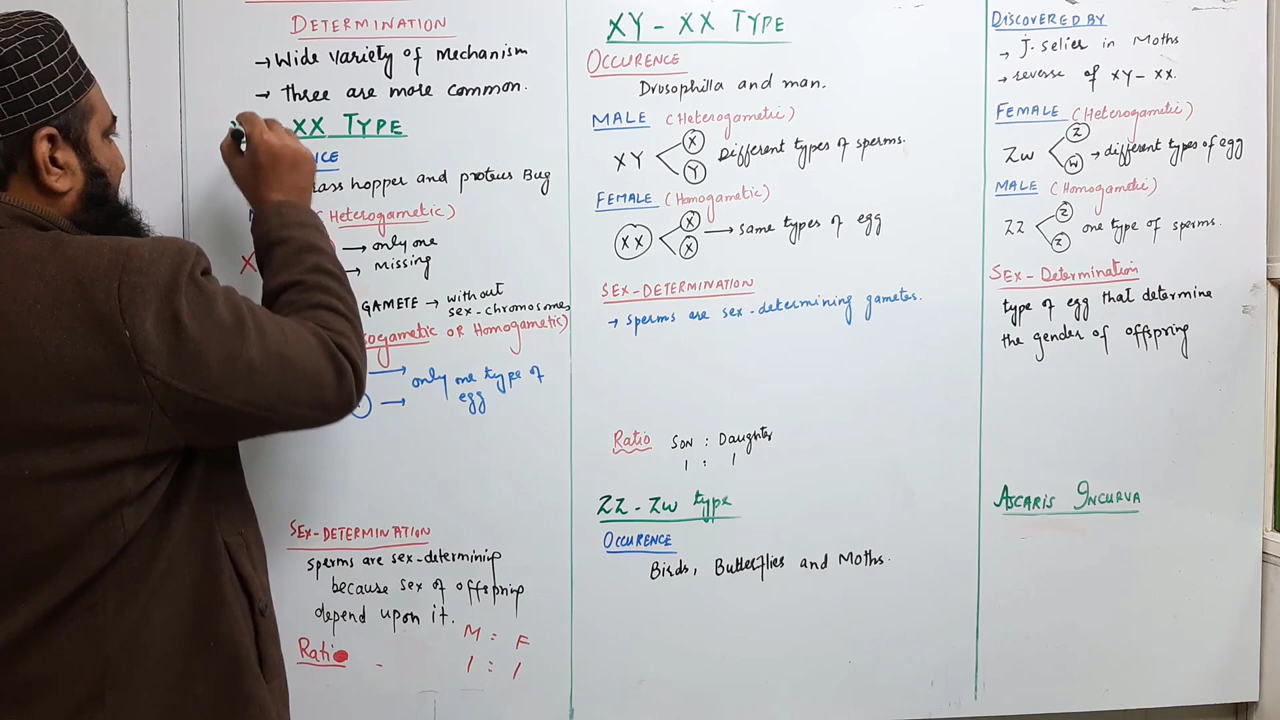 DETERMINATION
→ Wide variety of Mechanism
→ three are more common.
XX TYPE
hopper and proteus Bug
(Heterogametic)
X
→ only one
→ Missing
GAMETE → without
sex-chromosomes
OR Homogametic)
→ only one type of
→ egg
SEX-DETERMINATION
sperms are sex-determining
because sex of offspring
depend upon it.
M : F
Ratio - 1 : 1
XY - XX TYPE
OCCURENCE
Drusophilla and man.
MALE (Heterogametic)
XY X Y Different types of sperms.
FEMALE (Homogametic)
XX X X → same types of egg
SEX-DETERMINATION
→ sperms are sex-determining gametes.
Ratio SON : Daughter
1 : 1
ZZ - ZW type
OCCURENCE
Birds, Butterflies and Moths.
DISCOVERED BY
→ J. selier in Moths
→ reverse of XY - XX.
FEMALE (Heterogametic)
ZW Z W → different types of egg
MALE (Homogametic)
ZZ Z Z one type of sperms.
SEX-Determination
type of egg that determine
the gender of offspring
ASCARIS INCURVA